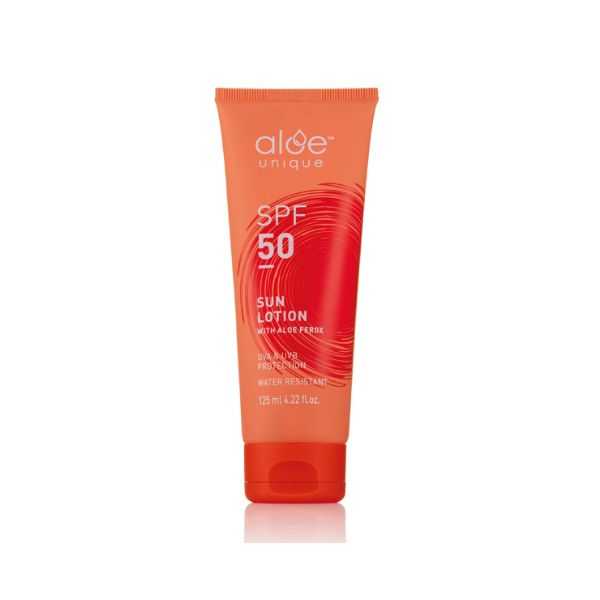 aloe™
unique
SPF
50
SUN
LOTION
WITH ALOE FEROX
UVA & UVB
PROTECTION
WATER RESISTANT
125 ml 4.22 fl.oz.